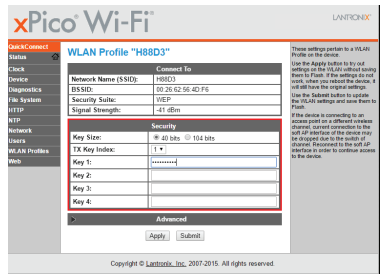 xPico® Wi-Fi®
LANTRONIX®
QuickConnect
Status
Clock
Device
Diagnostics
File System
HTTP
NTP
Network
Users
WLAN Profiles
Web
WLAN Profile "H88D3"
Connect To
Network Name (SSID): H88D3
BSSID: 00:26:62:56:4D:F6
Security Suite: WEP
Signal Strength: -41 dBm
Security
Key Size: 40 bits 104 bits
TX Key Index: 1
Key 1: ••••••••••
Key 2:
Key 3:
Key 4:
Advanced
Apply Submit
These settings pertain to a WLAN
Profile on the device.
Use the Apply button to try out
settings on the WLAN without saving
them to Flash. If the settings do not
work, when you reboot the device, it
will still have the original settings.
Use the Submit button to update
the WLAN settings and save them to
Flash.
If the device is connecting to an
access point on a different wireless
channel, current connection to the
soft AP interface of the device may
be dropped due to the switch of
channel. Reconnect to the soft AP
interface in order to continue access
to the device.
Copyright © Lantronix, Inc. 2007-2015. All rights reserved.